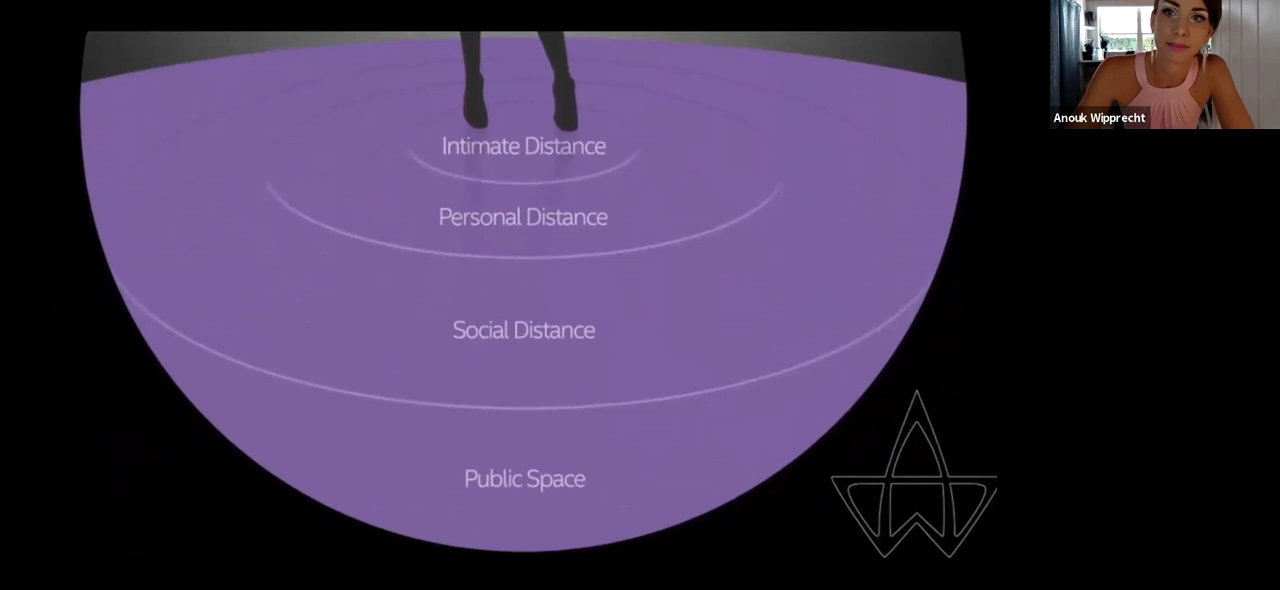 Anouk Wipprecht
Intimate Distance
Personal Distance
Social Distance
Public Space